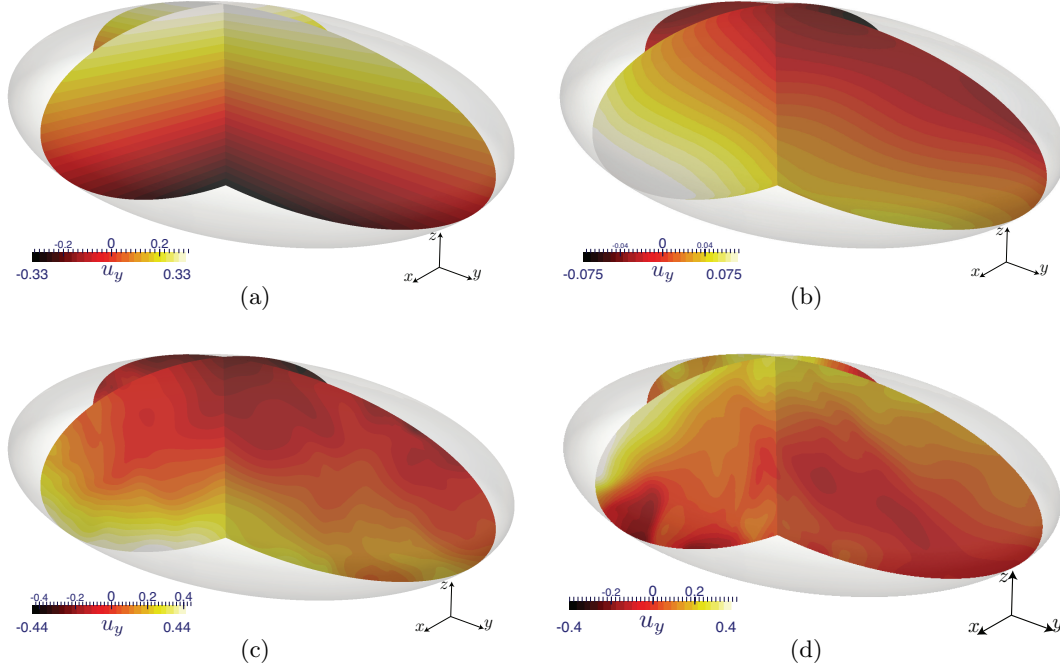 z
x y
-0.2 0 0.2
-0.33 u_y 0.33
(a)
z
x y
-0.04 0 0.04
-0.075 u_y 0.075
(b)
z
x y
-0.4 -0.2 0 0.2 0.4
-0.44 u_y 0.44
(c)
z
x y
-0.2 0 0.2
-0.4 u_y 0.4
(d)